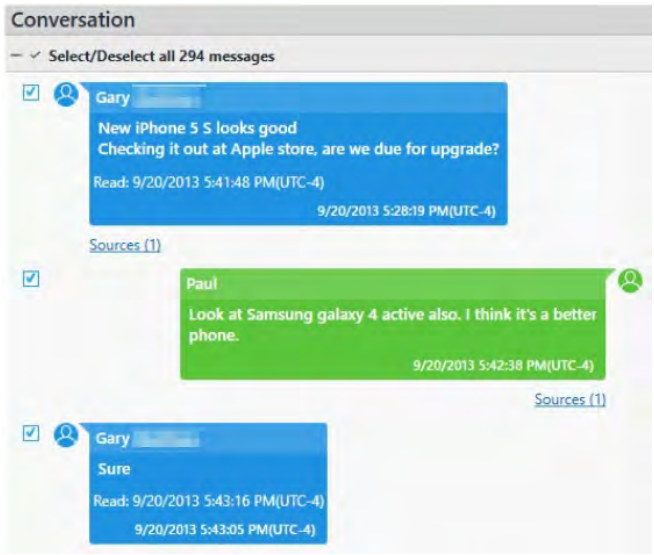 Conversation
Select/Deselect all 294 messages
Gary
New iPhone 5 S looks good
Checking it out at Apple store, are we due for upgrade?
Read: 9/20/2013 5:41:48 PM(UTC-4)
9/20/2013 5:28:19 PM(UTC-4)
Sources (1)
Paul
Look at Samsung galaxy 4 active also. I think it's a better
phone.
9/20/2013 5:42:38 PM(UTC-4)
Sources (1)
Gary
Sure
Read: 9/20/2013 5:43:16 PM(UTC-4)
9/20/2013 5:43:05 PM(UTC-4)